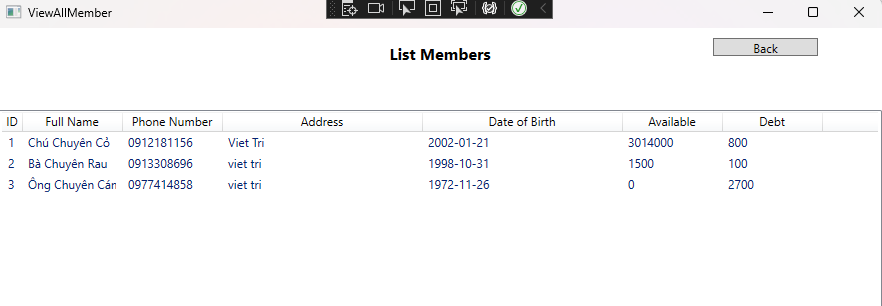 ViewAllMember
List Members
Back
ID Full Name Phone Number Address Date of Birth Available Debt
1 Chú Chuyên Cỏ 0912181156 Viet Tri 2002-01-21 3014000 800
2 Bà Chuyên Rau 0913308696 viet tri 1998-10-31 1500 100
3 Ông Chuyên Cán 0977414858 viet tri 1972-11-26 0 2700